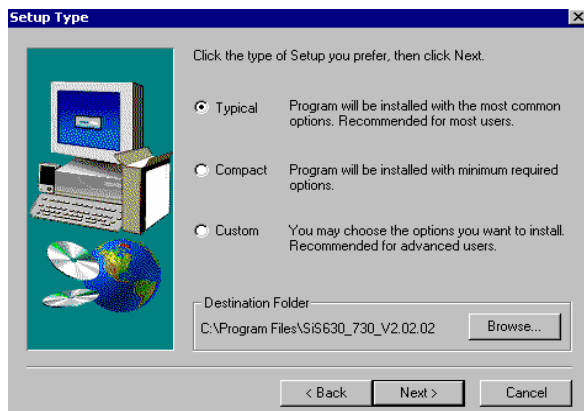 Setup Type
Click the type of Setup you prefer, then click Next.
Typical Program will be installed with the most common
options. Recommended for most users.
Compact Program will be installed with minimum required
options.
Custom You may choose the options you want to install.
Recommended for advanced users.
Destination Folder
C:\Program Files\SiS630_730_V2.02.02 Browse...
< Back Next > Cancel